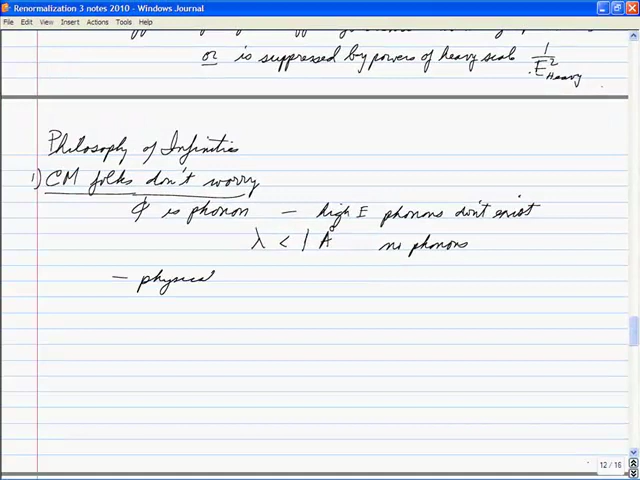 Renormalization 3 notes 2010 - Windows Journal
File Edit View Insert Actions Tools Help
or is suppressed by powers of heavy scale 1/E²Heavy
Philosophy of Infinities
1) CM folks don't worry
φ is phonon — high E phonons don't exist
λ < 1 Å no phonons
— physical
12 / 16